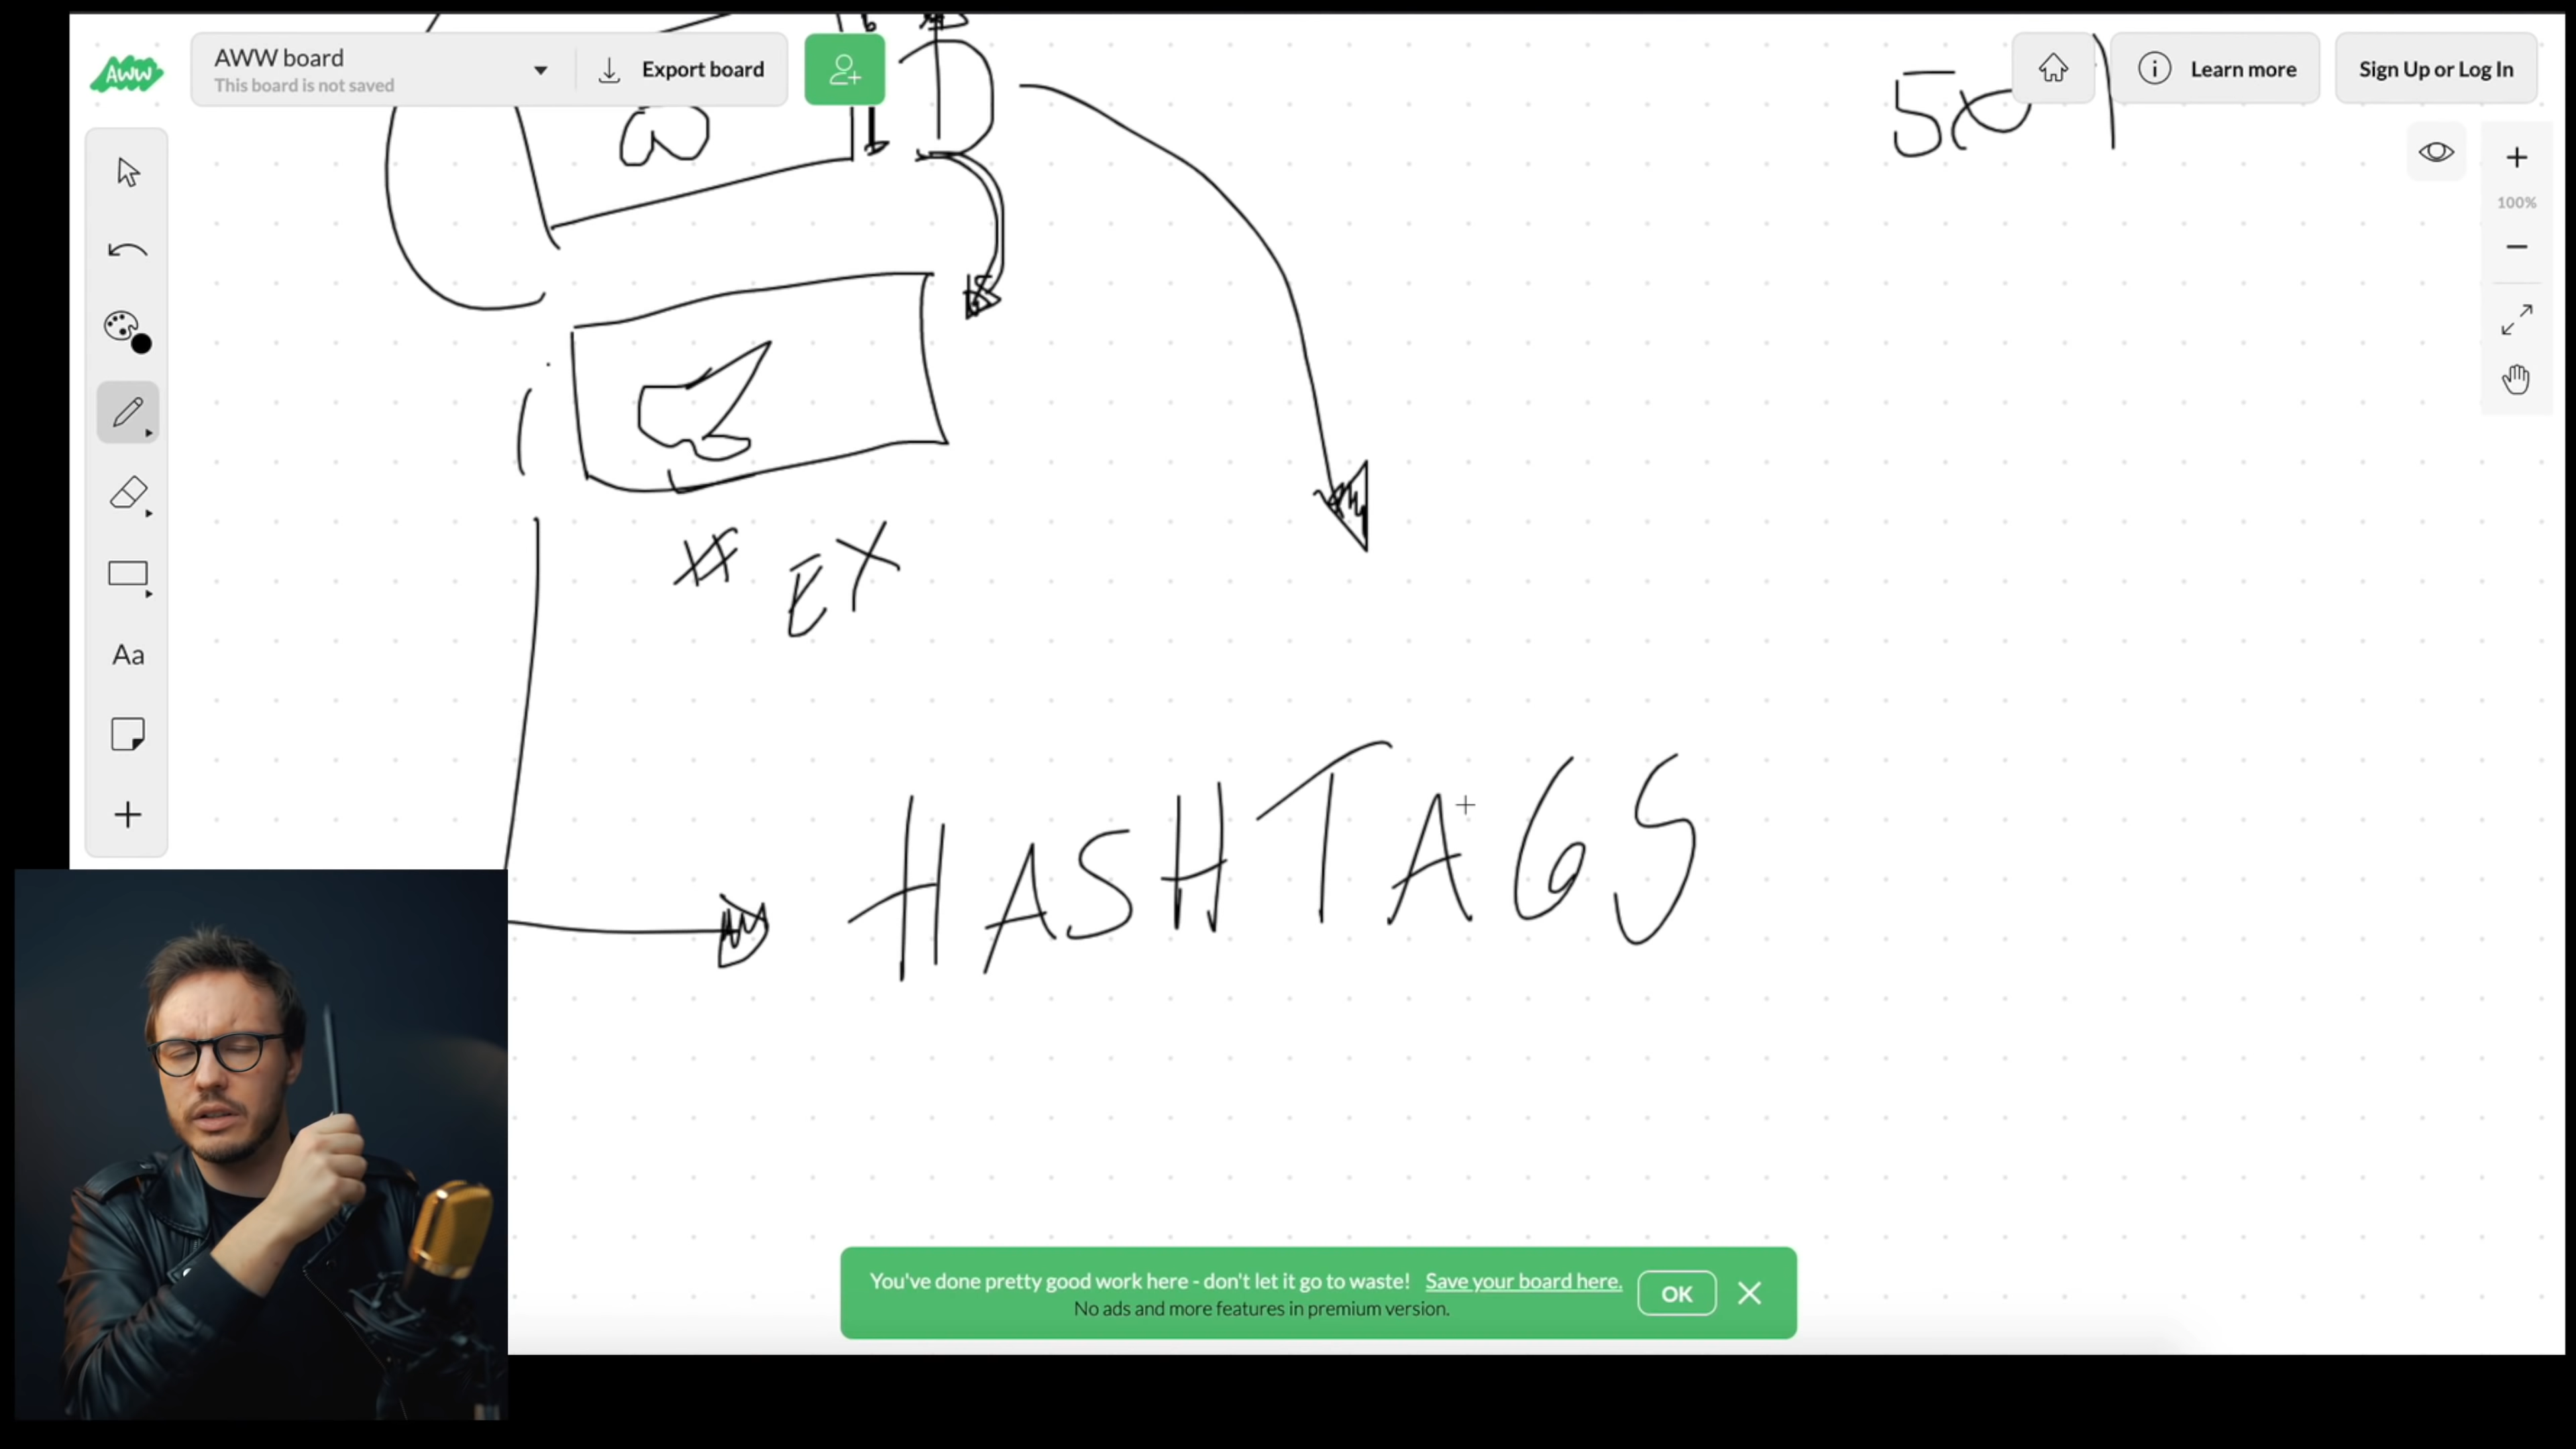 AWW
AWW board
This board is not saved
Export board
Learn more
Sign Up or Log In
100%
# EX
Aa
HASHTAGS
You've done pretty good work here - don't let it go to waste! Save your board here.
No ads and more features in premium version.
OK